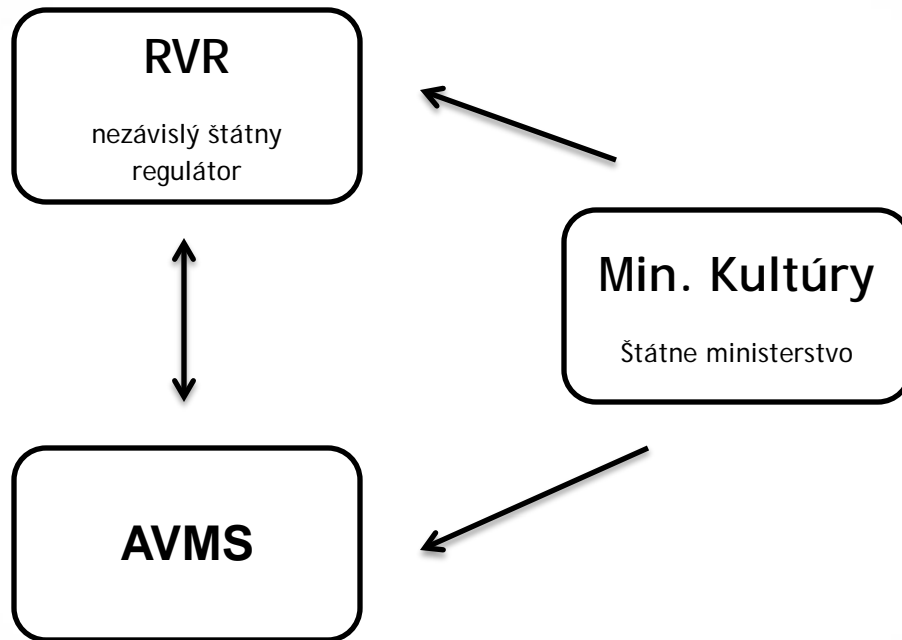 RVR
nezávislý štátny
regulátor
Min. Kultúry
Štátne ministerstvo
AVMS